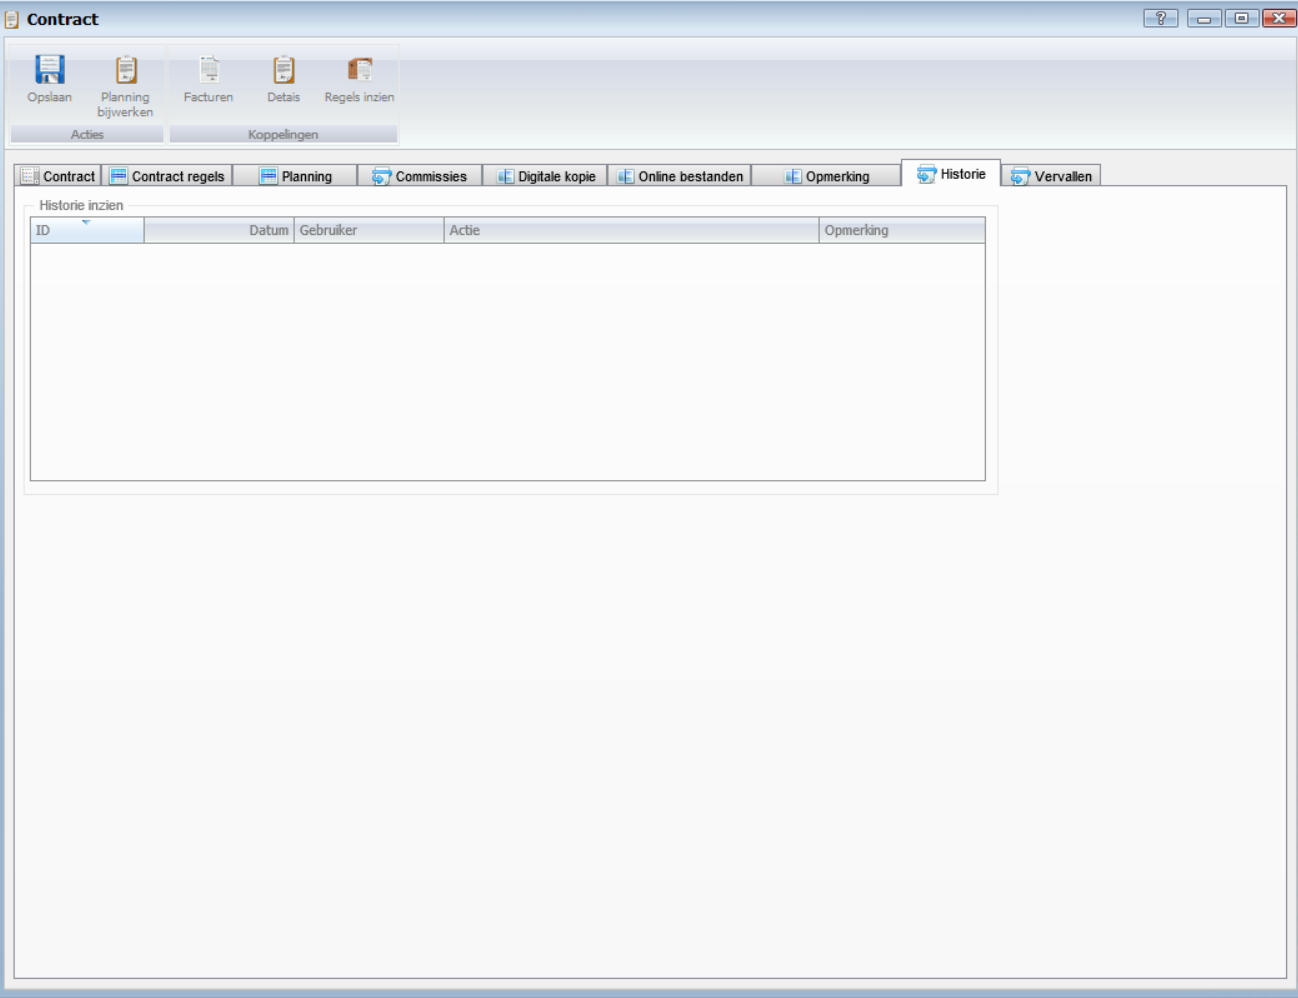 Contract
?
Opslaan
Planning bijwerken
Facturen
Detais
Regels inzien
Acties
Koppelingen
Contract
Contract regels
Planning
Commissies
Digitale kopie
Online bestanden
Opmerking
Historie
Vervallen
Historie inzien
ID
Datum
Gebruiker
Actie
Opmerking